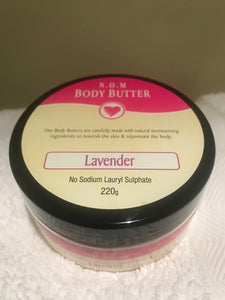 N.O.M
BODY BUTTER
Our Body Butters are carefully made with natural moisturising
ingredients to nourish the skin & rejuvenate the body.
Lavender
No Sodium Lauryl Sulphate
220g
Lavender